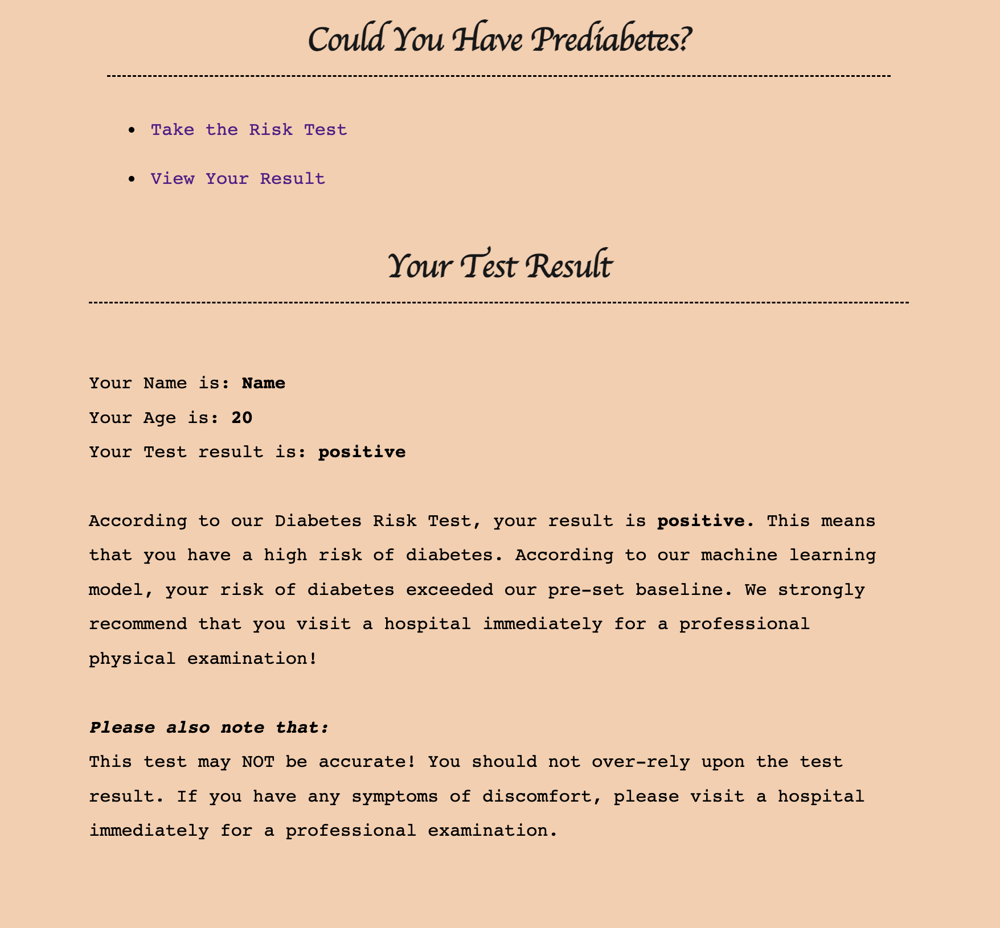 Could You Have Prediabetes?
Take the Risk Test
View Your Result
Your Test Result
Your Name is: Name
Your Age is: 20
Your Test result is: positive
According to our Diabetes Risk Test, your result is positive. This means
that you have a high risk of diabetes. According to our machine learning
model, your risk of diabetes exceeded our pre-set baseline. We strongly
recommend that you visit a hospital immediately for a professional
physical examination!
Please also note that:
This test may NOT be accurate! You should not over-rely upon the test
result. If you have any symptoms of discomfort, please visit a hospital
immediately for a professional examination.